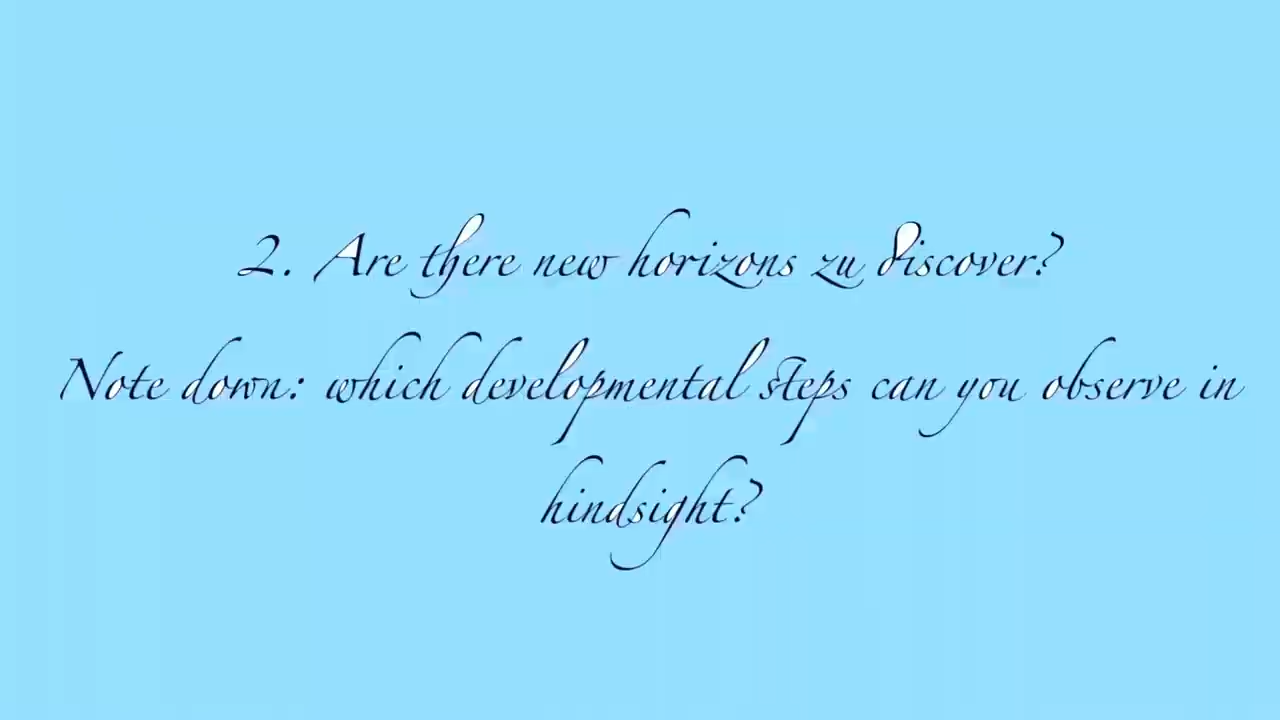 2. Are there new horizons zu discover?
Note down: which developmental steps can you observe in
hindsight?